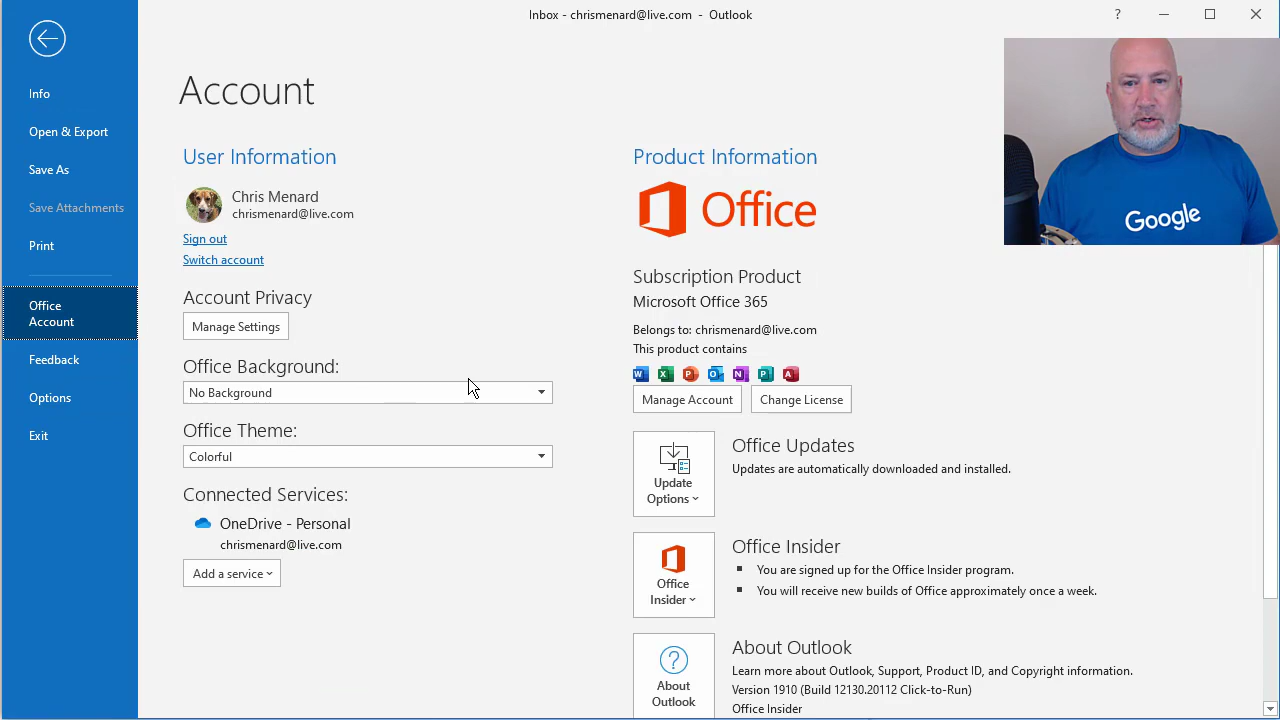 Inbox - chrismenard@live.com - Outlook
?
Info
Open & Export
Save As
Save Attachments
Print
Office
Account
Feedback
Options
Exit
Account
User Information
Chris Menard
chrismenard@live.com
Sign out
Switch account
Account Privacy
Manage Settings
Office Background:
No Background
Office Theme:
Colorful
Connected Services:
OneDrive - Personal
chrismenard@live.com
Add a service
Product Information
Office
Subscription Product
Microsoft Office 365
Belongs to: chrismenard@live.com
This product contains
W X P O N P A
Manage Account
Change License
Update
Options
Office Updates
Updates are automatically downloaded and installed.
Office
Insider
Office Insider
You are signed up for the Office Insider program.
You will receive new builds of Office approximately once a week.
?
About
Outlook
About Outlook
Learn more about Outlook, Support, Product ID, and Copyright information.
Version 1910 (Build 12130.20112 Click-to-Run)
Office Insider
Google